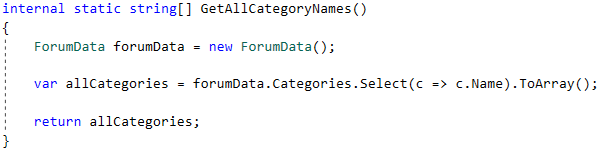 internal static string[] GetAllCategoryNames()
{
ForumData forumData = new ForumData();
var allCategories = forumData.Categories.Select(c => c.Name).ToArray();
return allCategories;
}